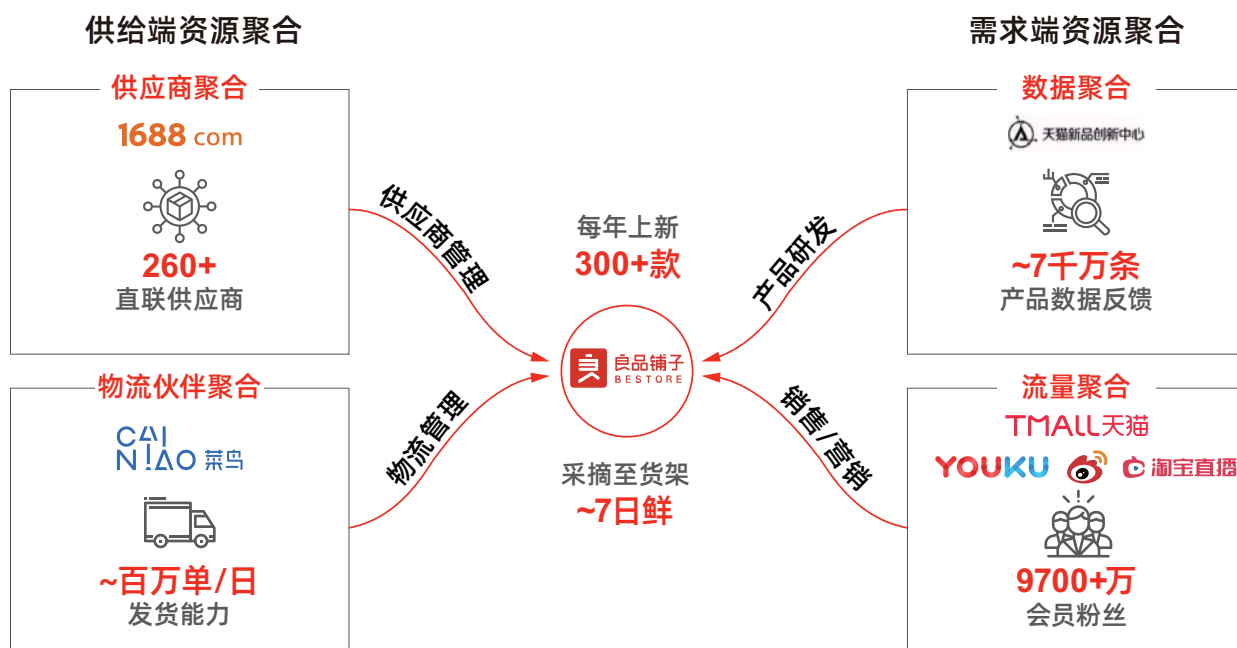 供给端资源聚合
供应商聚合
1688 com
260+
直联供应商
物流伙伴聚合
CAI
NIAO 菜鸟
~百万单/日
发货能力
供应商管理
物流管理
每年上新
300+款
良品铺子
BESTORE
采摘至货架
~7日鲜
产品研发
销售/营销
需求端资源聚合
数据聚合
天猫新品创新中心
~7千万条
产品数据反馈
流量聚合
TMALL天猫
YOUKU 淘宝直播
9700+万
会员粉丝